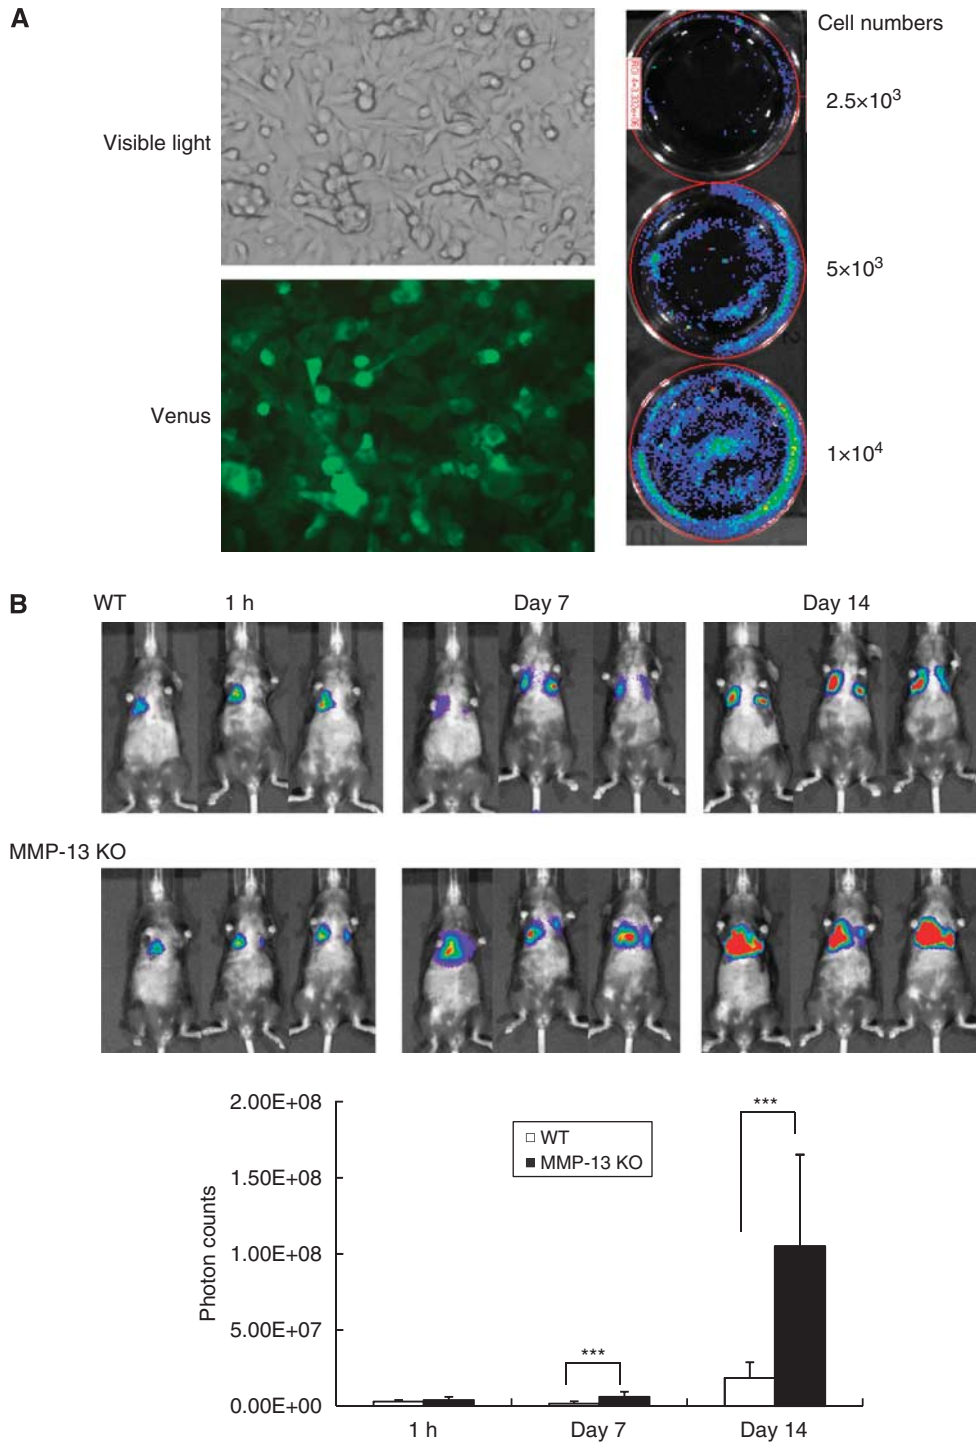 A
Cell numbers
Visible light
2.5×10³
5×10³
Venus
1×10⁴
B
WT
1 h
Day 7
Day 14
MMP-13 KO
2.00E+08
1.50E+08
1.00E+08
5.00E+07
0.00E+00
Photon counts
WT
MMP-13 KO
***
***
1 h
Day 7
Day 14